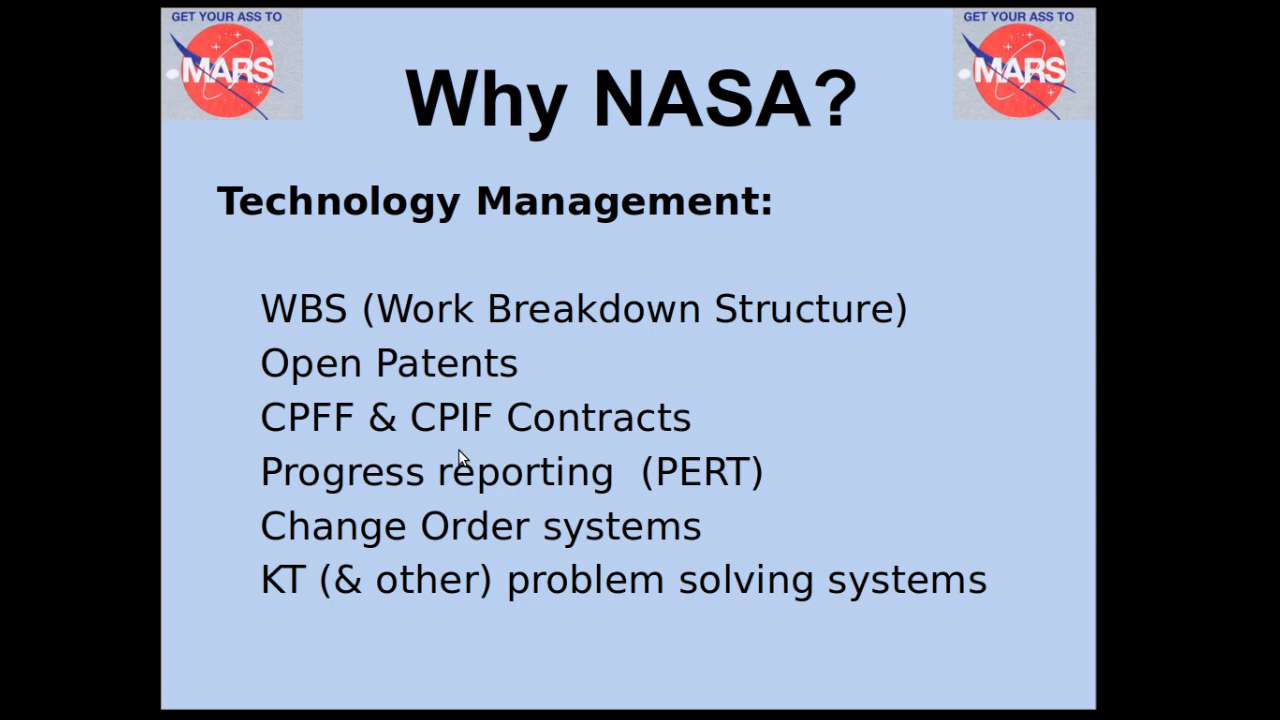 GET YOUR ASS TO
MARS
GET YOUR ASS TO
MARS
Why NASA?
Technology Management:
WBS (Work Breakdown Structure)
Open Patents
CPFF & CPIF Contracts
Progress reporting  (PERT)
Change Order systems
KT (& other) problem solving systems